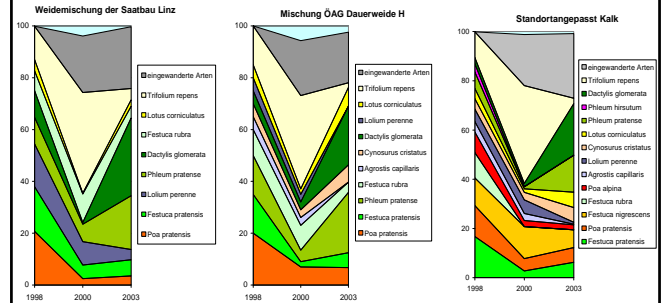 Weidemischung der Saatbau Linz
100
80
60
40
20
0
1998
2000
2003
eingewanderte Arten
Trifolium repens
Lotus corniculatus
Festuca rubra
Dactylis glomerata
Phleum pratense
Lolium perenne
Festuca pratensis
Poa pratensis
Mischung ÖAG Dauerweide H
100
80
60
40
20
0
1998
2000
2003
eingewanderte Arten
Trifolium repens
Lotus corniculatus
Lolium perenne
Dactylis glomerata
Cynosurus cristatus
Agrostis capillaris
Festuca rubra
Phleum pratense
Festuca pratensis
Poa pratensis
Standortangepasst Kalk
100
80
60
40
20
0
1998
2000
2003
eingewanderte Arten
Trifolium repens
Dactylis glomerata
Phleum hirsutum
Phleum pratense
Lotus corniculatus
Cynosurus cristatus
Lolium perenne
Agrostis capillaris
Poa alpina
Festuca rubra
Festuca nigrescens
Poa pratensis
Festuca pratensis